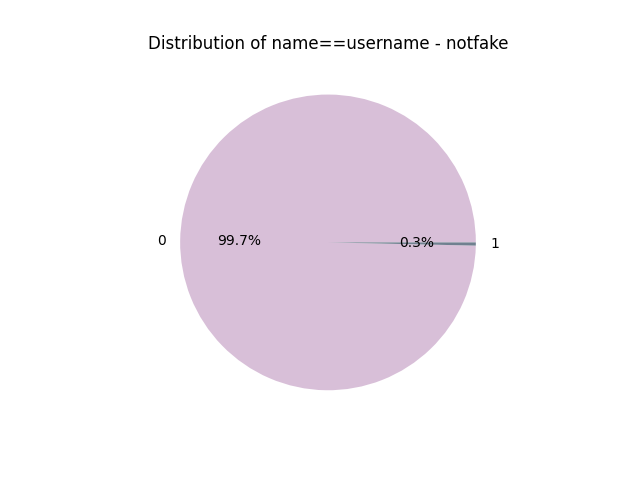 Distribution of name==username - notfake
0
99.7%
0.3%
1